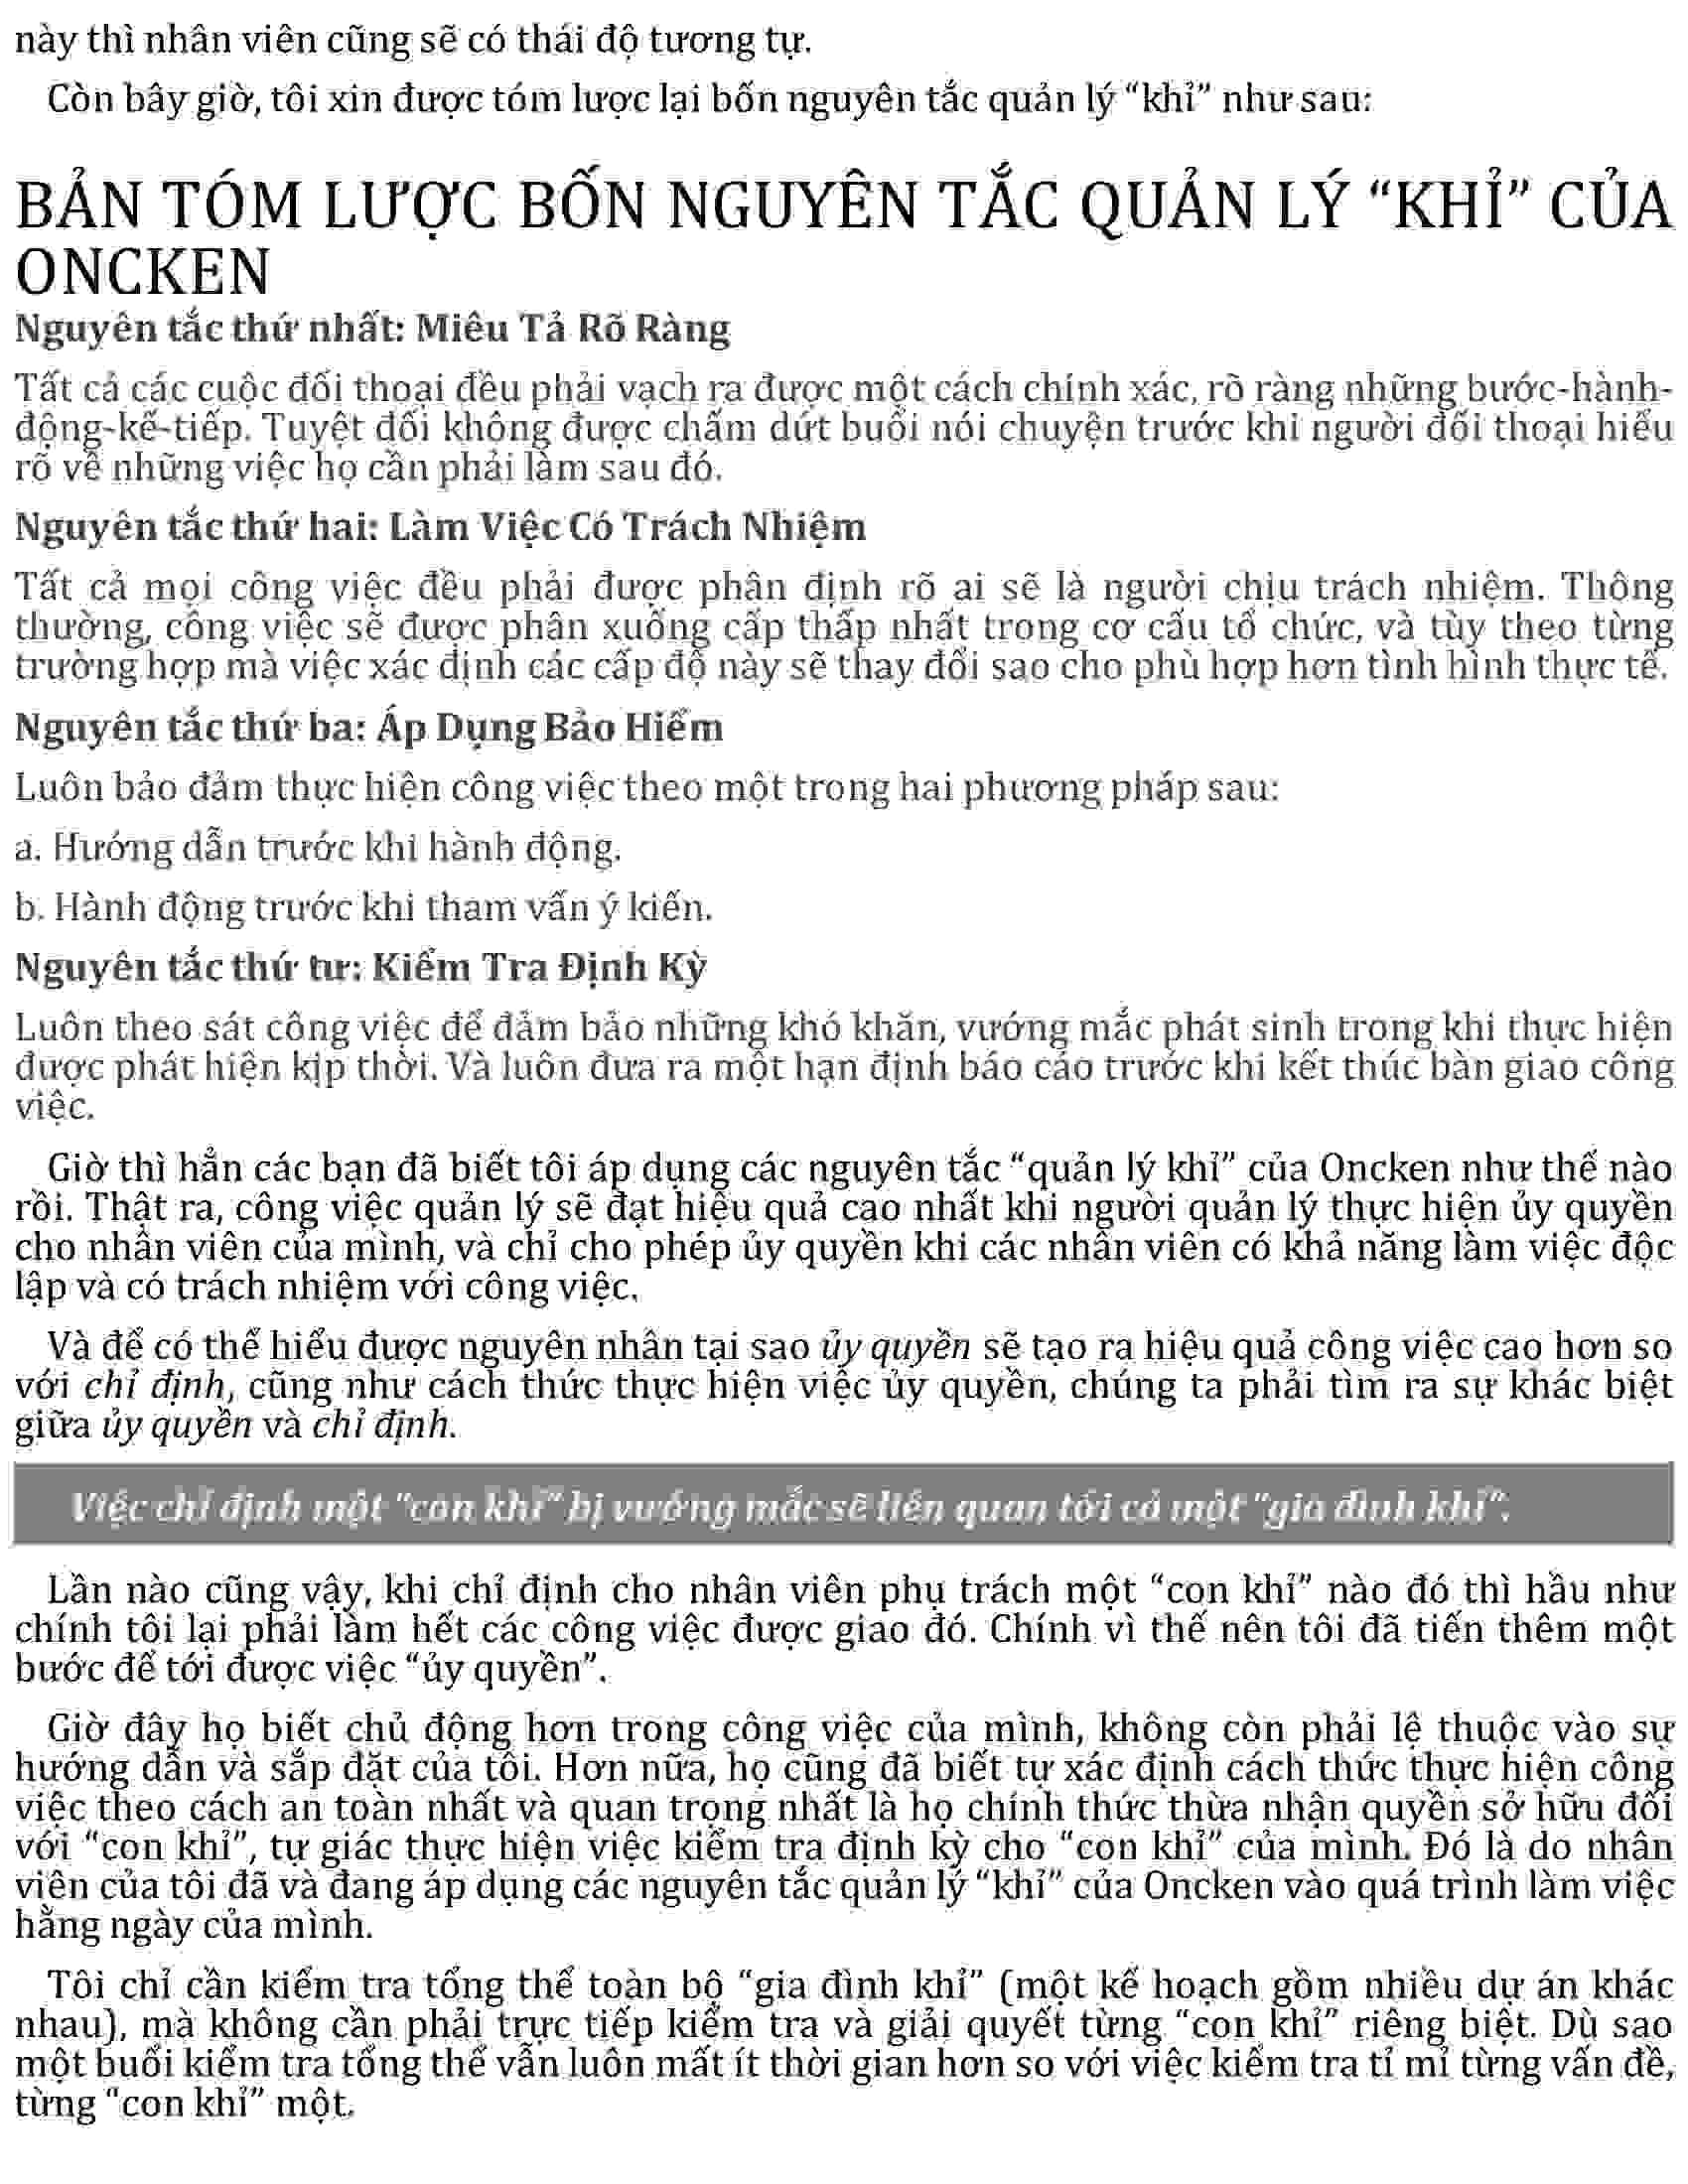 này thì nhân viên cũng sẽ có thái độ tương tự.
Còn bây giờ, tôi xin được tóm lược lại bốn nguyên tắc quản lý “khỉ” như sau:
BẢN TÓM LƯỢC BỐN NGUYÊN TẮC QUẢN LÝ “KHỈ” CỦA
ONCKEN
Nguyên tắc thứ nhất: Miêu Tả Rõ Ràng
Tất cả các cuộc đối thoại đều phải vạch ra được một cách chính xác, rõ ràng những bước-hành-
động-kế-tiếp. Tuyệt đối không được chấm dứt buổi nói chuyện trước khi người đối thoại hiểu
rõ về những việc họ cần phải làm sau đó.
Nguyên tắc thứ hai: Làm Việc Có Trách Nhiệm
Tất cả mọi công việc đều phải được phân định rõ ai sẽ là người chịu trách nhiệm. Thông
thường, công việc sẽ được phân xuống cấp thấp nhất trong cơ cấu tổ chức, và tùy theo từng
trường hợp mà việc xác định các cấp độ này sẽ thay đổi sao cho phù hợp hơn tình hình thực tế.
Nguyên tắc thứ ba: Áp Dụng Bảo Hiểm
Luôn bảo đảm thực hiện công việc theo một trong hai phương pháp sau:
a. Hướng dẫn trước khi hành động.
b. Hành động trước khi tham vấn ý kiến.
Nguyên tắc thứ tư: Kiểm Tra Định Kỳ
Luôn theo sát công việc để đảm bảo những khó khăn, vướng mắc phát sinh trong khi thực hiện
được phát hiện kịp thời. Và luôn đưa ra một hạn định báo cáo trước khi kết thúc bàn giao công
việc.
Giờ thì hẳn các bạn đã biết tôi áp dụng các nguyên tắc “quản lý khỉ” của Oncken như thế nào
rồi. Thật ra, công việc quản lý sẽ đạt hiệu quả cao nhất khi người quản lý thực hiện ủy quyền
cho nhân viên của mình, và chỉ cho phép ủy quyền khi các nhân viên có khả năng làm việc độc
lập và có trách nhiệm với công việc.
Và để có thể hiểu được nguyên nhân tại sao ủy quyền sẽ tạo ra hiệu quả công việc cao hơn so
với chỉ định, cũng như cách thức thực hiện việc ủy quyền, chúng ta phải tìm ra sự khác biệt
giữa ủy quyền và chỉ định.
Việc chỉ định một “con khỉ” bị vướng mắc sẽ liên quan tới cả một “gia đình khỉ”.
Lần nào cũng vậy, khi chỉ định cho nhân viên phụ trách một “con khỉ” nào đó thì hầu như
chính tôi lại phải làm hết các công việc được giao đó. Chính vì thế nên tôi đã tiến thêm một
bước để tới được việc “ủy quyền”.
Giờ đây họ biết chủ động hơn trong công việc của mình, không còn phải lệ thuộc vào sự
hướng dẫn và sắp đặt của tôi. Hơn nữa, họ cũng đã biết tự xác định cách thức thực hiện công
việc theo cách an toàn nhất và quan trọng nhất là họ chính thức thừa nhận quyền sở hữu đối
với “con khỉ”, tự giác thực hiện việc kiểm tra định kỳ cho “con khỉ” của mình. Đó là do nhân
viên của tôi đã và đang áp dụng các nguyên tắc quản lý “khỉ” của Oncken vào quá trình làm việc
hằng ngày của mình.
Tôi chỉ cần kiểm tra tổng thể toàn bộ “gia đình khỉ” (một kế hoạch gồm nhiều dự án khác
nhau), mà không cần phải trực tiếp kiểm tra và giải quyết từng “con khỉ” riêng biệt. Dù sao
một buổi kiểm tra tổng thể vẫn luôn mất ít thời gian hơn so với việc kiểm tra tỉ mỉ từng vấn đề,
từng “con khỉ” một.